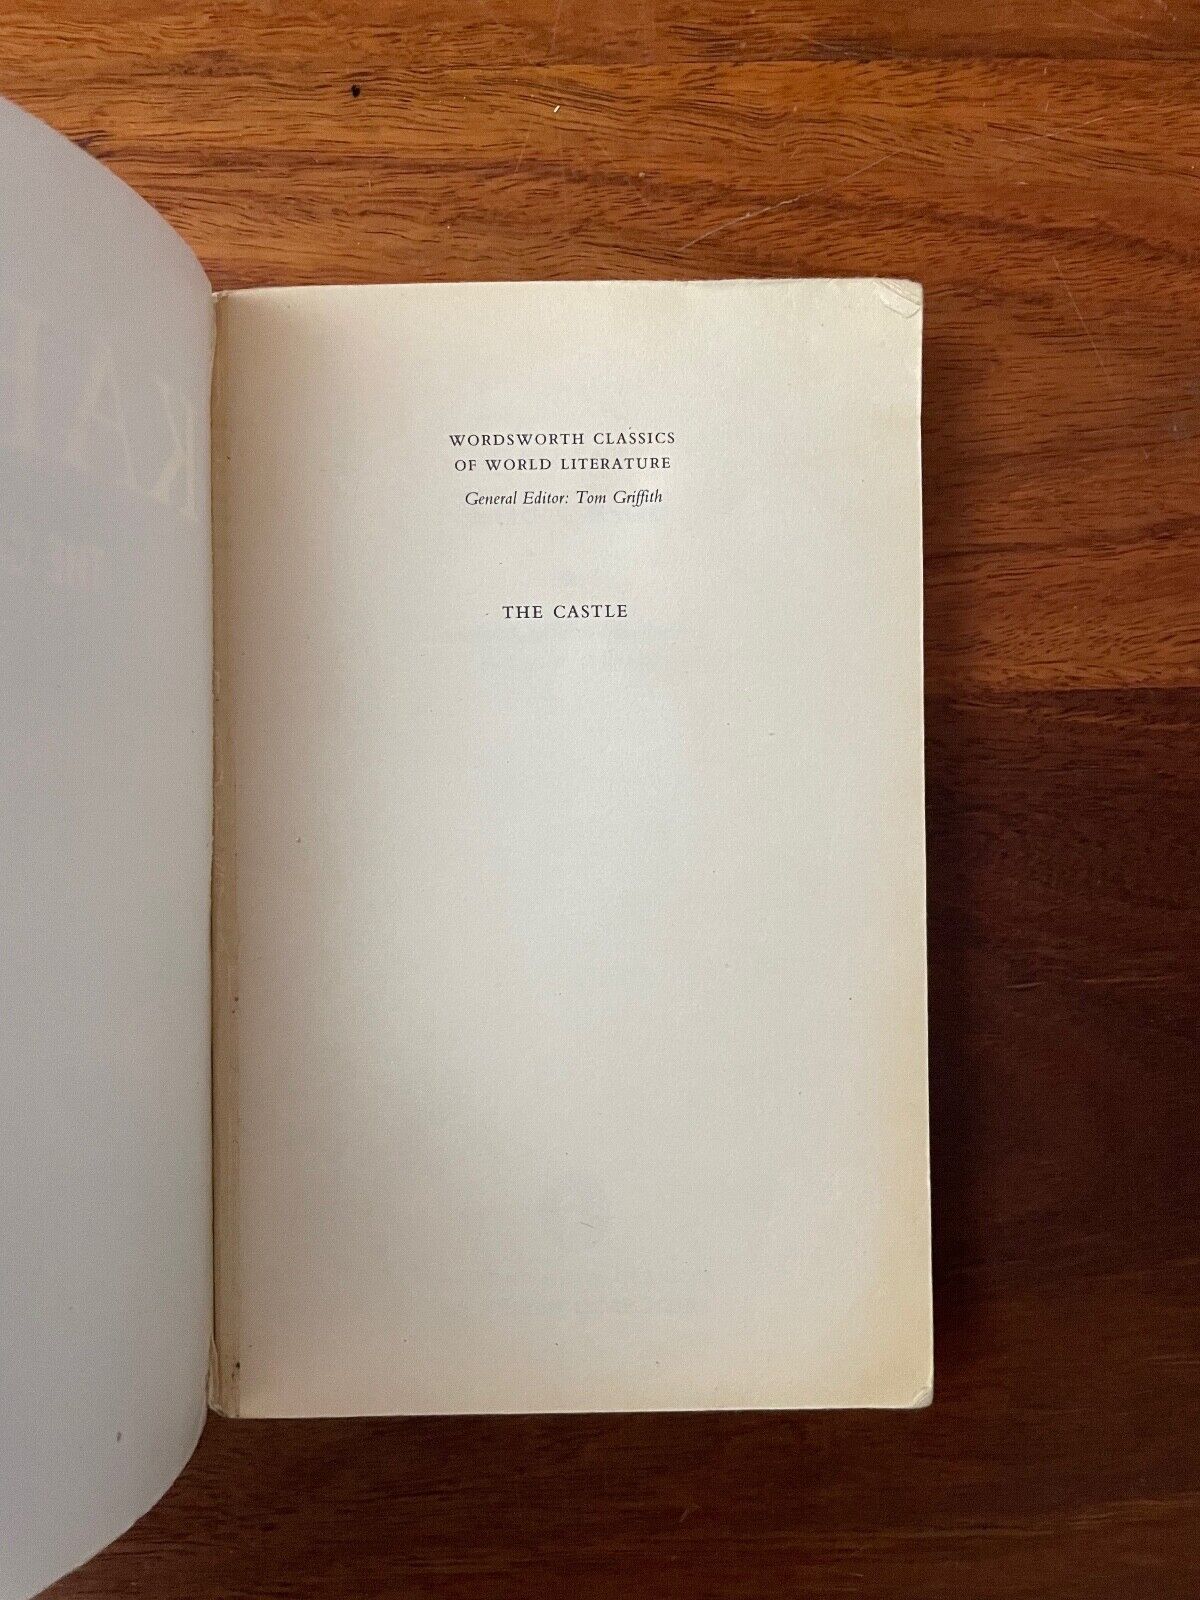 WORDSWORTH CLASSICS
OF WORLD LITERATURE
General Editor: Tom Griffith
THE CASTLE